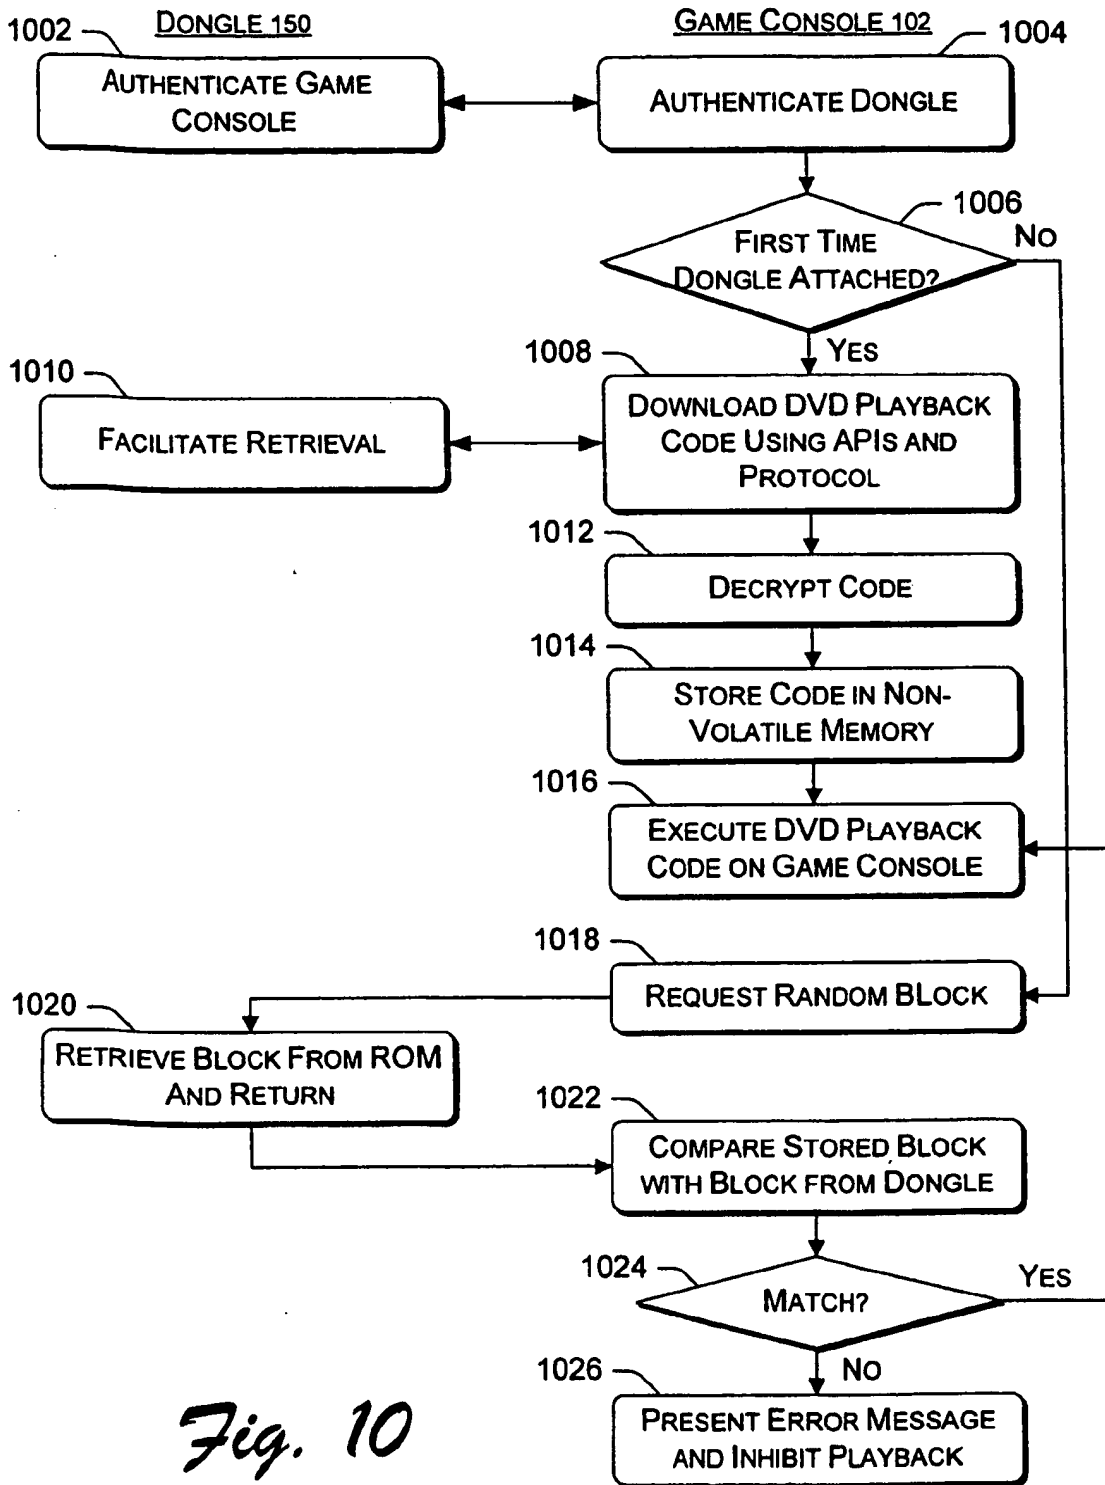 DONGLE 150
GAME CONSOLE 102
1002
1004
AUTHENTICATE GAME
CONSOLE
AUTHENTICATE DONGLE
1006
FIRST TIME
DONGLE ATTACHED?
NO
YES
1008
1010
DOWNLOAD DVD PLAYBACK
CODE USING APIS AND
PROTOCOL
FACILITATE RETRIEVAL
1012
DECRYPT CODE
1014
STORE CODE IN NON-
VOLATILE MEMORY
1016
EXECUTE DVD PLAYBACK
CODE ON GAME CONSOLE
1018
REQUEST RANDOM BLOCK
1020
RETRIEVE BLOCK FROM ROM
AND RETURN
1022
COMPARE STORED BLOCK
WITH BLOCK FROM DONGLE
1024
MATCH?
YES
NO
1026
PRESENT ERROR MESSAGE
AND INHIBIT PLAYBACK
Fig. 10